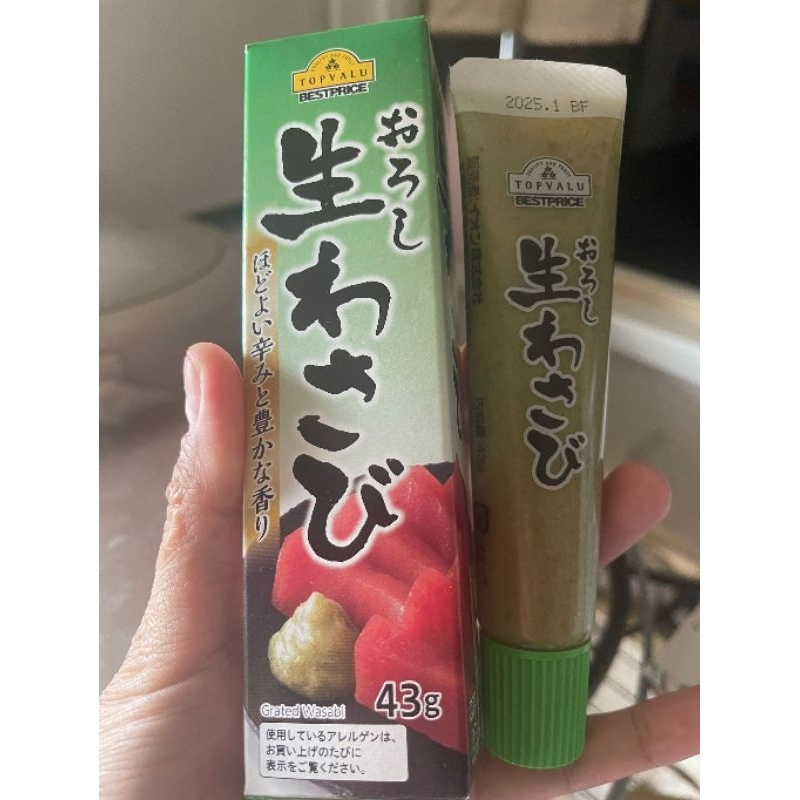 QUALITY AND TRUST
TOPVALU
BESTPRICE
おろし
生わさび
ほどよい辛みと豊かな香り
Grated Wasabi
43g
使用しているアレルゲンは、
お買い上げのたびに
表示をご覧ください。
2025.1 BF
TOPVALU
BESTPRICE
おろし
生わさび